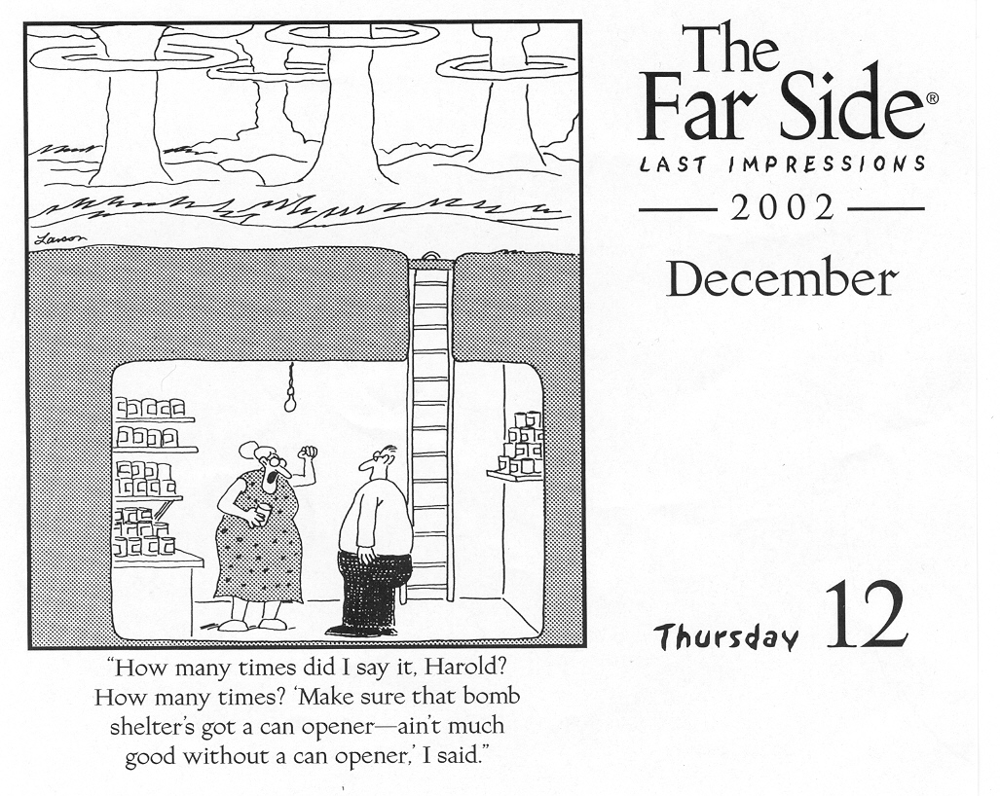 The
Far Side®
LAST IMPRESSIONS
2002
December
Thursday 12
Larson
“How many times did I say it, Harold?
How many times? ‘Make sure that bomb
shelter’s got a can opener—ain’t much
good without a can opener,’ I said.”